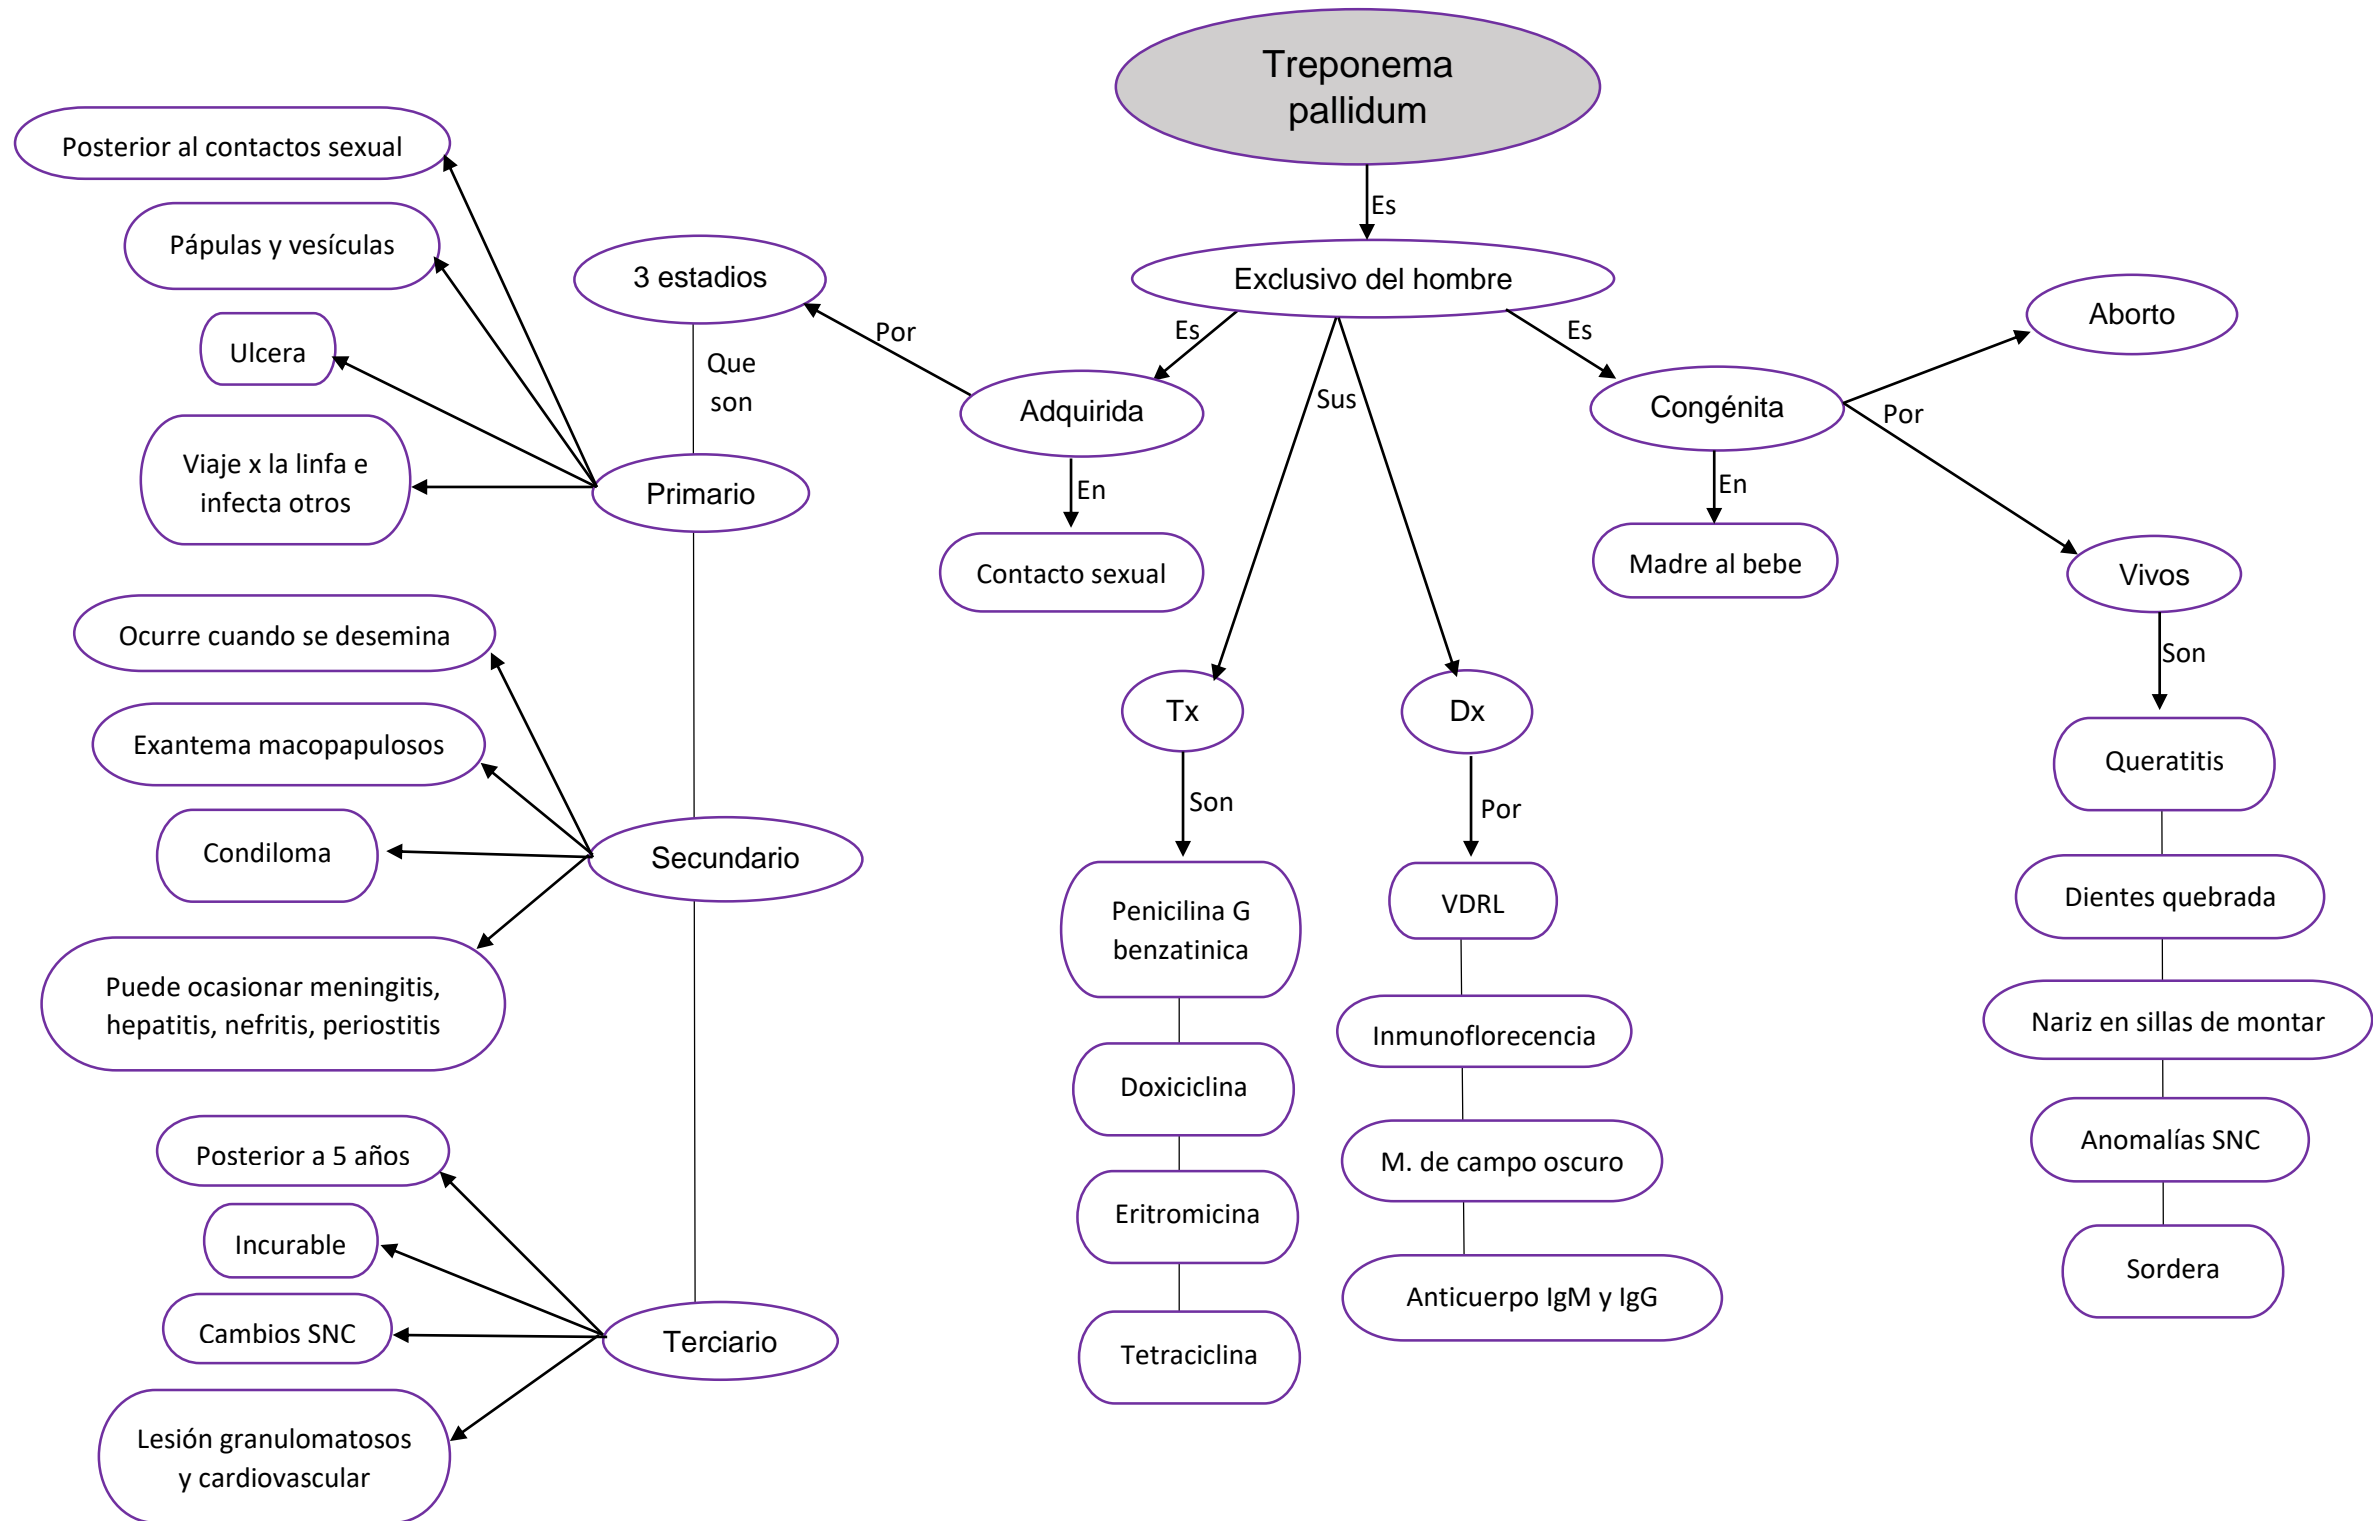 Treponema
pallidum
Es
Exclusivo del hombre
Es
Sus
Es
Adquirida
En
Contacto sexual
Por
3 estadios
Que
son
Primario
Posterior al contactos sexual
Pápulas y vesículas
Ulcera
Viaje x la linfa e
infecta otros
Secundario
Ocurre cuando se desemina
Exantema macopapulosos
Condiloma
Puede ocasionar meningitis,
hepatitis, nefritis, periostitis
Terciario
Posterior a 5 años
Incurable
Cambios SNC
Lesión granulomatosos
y cardiovascular
Tx
Son
Penicilina G
benzatinica
Doxiciclina
Eritromicina
Tetraciclina
Dx
Por
VDRL
Inmunoflorecencia
M. de campo oscuro
Anticuerpo IgM y IgG
Congénita
En
Madre al bebe
Por
Aborto
Vivos
Son
Queratitis
Dientes quebrada
Nariz en sillas de montar
Anomalías SNC
Sordera